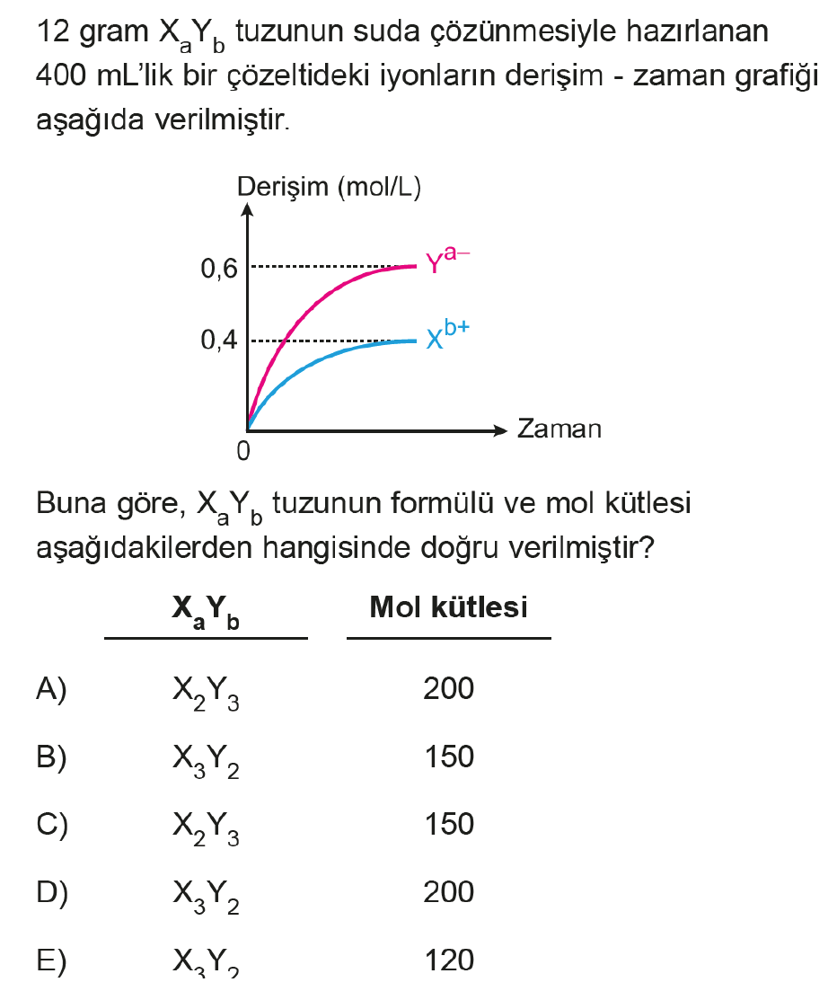 12 gram XaYb tuzunun suda çözünmesiyle hazırlanan
400 mL’lik bir çözeltideki iyonların derişim - zaman grafiği
aşağıda verilmiştir.
Derişim (mol/L)
0,6
Yᵃ⁻
0,4
Xᵇ⁺
Zaman
0
Buna göre, XaYb tuzunun formülü ve mol kütlesi
aşağıdakilerden hangisinde doğru verilmiştir?
XaYb Mol kütlesi
A) X₂Y₃ 200
B) X₃Y₂ 150
C) X₂Y₃ 150
D) X₃Y₂ 200
E) X₃Y₂ 120